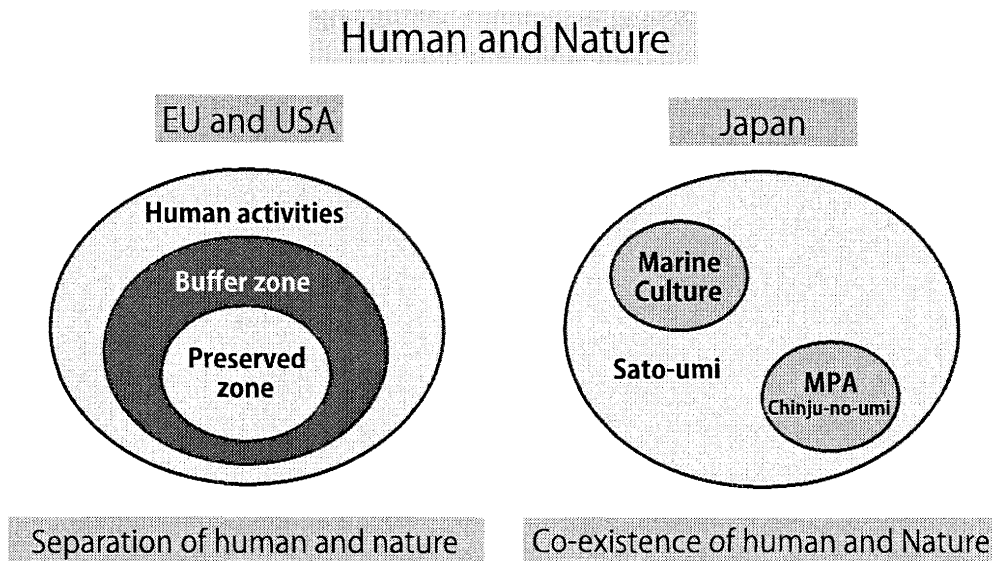 Human and Nature
EU and USA
Human activities
Buffer zone
Preserved
zone
Separation of human and nature
Japan
Marine
Culture
Sato-umi
MPA
Chinju-no-umi
Co-existence of human and Nature